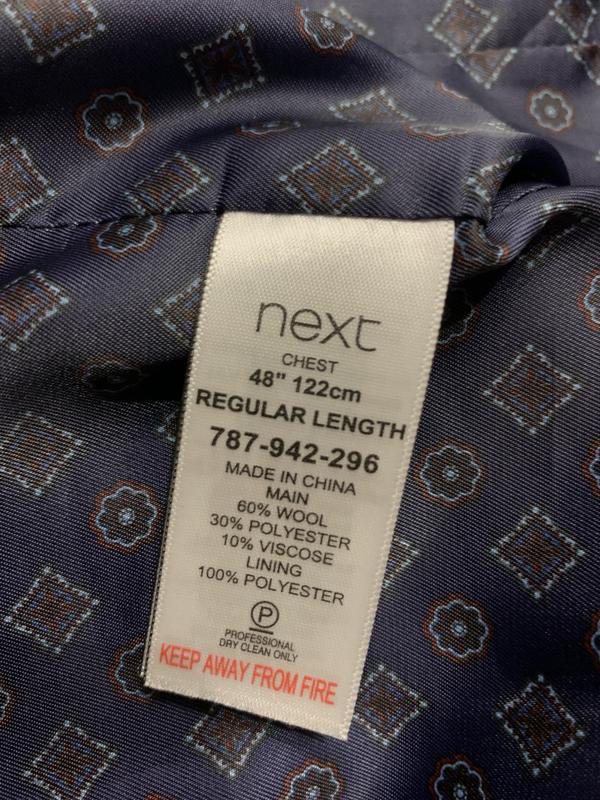 next
CHEST
48" 122cm
REGULAR LENGTH
787-942-296
MADE IN CHINA
MAIN
60% WOOL
30% POLYESTER
10% VISCOSE
LINING
100% POLYESTER
P
PROFESSIONAL
DRY CLEAN ONLY
KEEP AWAY FROM FIRE